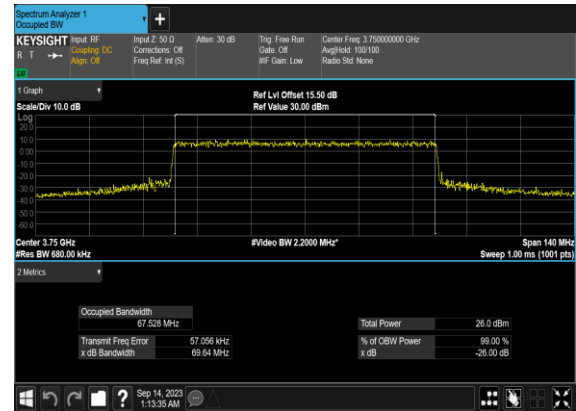 Spectrum Analyzer 1
Occupied BW
KEYSIGHT Input: RF Input Z: 50 Ω Atten: 30 dB Trig: Free Run Center Freq: 3.750000000 GHz
R T Coupling: DC Corrections: Off Gate: Off Avg|Hold: 100/100
Align: Off Freq Ref: Int (S) #IF Gain: Low Radio Std: None
1 Graph
Ref Lvl Offset 15.50 dB
Scale/Div 10.0 dB Ref Value 30.00 dBm
Log
20.0
10.0
0.00
-10.0
-20.0
-30.0
-40.0
-50.0
-60.0
Center 3.75 GHz #Video BW 2.2000 MHz* Span 140 MHz
#Res BW 680.00 kHz Sweep 1.00 ms (1001 pts)
2 Metrics
Occupied Bandwidth
67.528 MHz Total Power 26.0 dBm
Transmit Freq Error 57.056 kHz % of OBW Power 99.00 %
x dB Bandwidth 69.64 MHz x dB -26.00 dB
Sep 14, 2023
1:13:35 AM